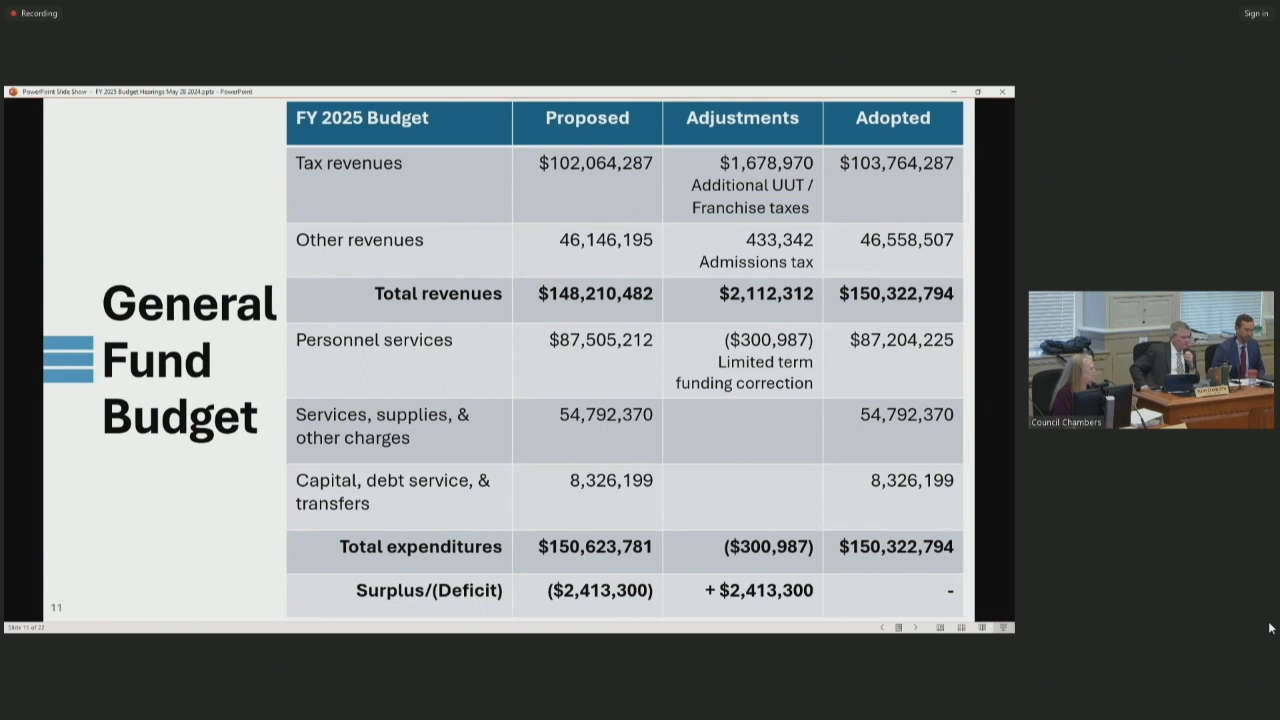 Recording
Sign in
PowerPoint Slide Show - FY 2025 Budget Hearings May 28 2024.pptx - PowerPoint
General
Fund
Budget
FY 2025 Budget Proposed Adjustments Adopted
Tax revenues $102,064,287 $1,678,970 $103,764,287
Additional UUT /
Franchise taxes
Other revenues 46,146,195 433,342 46,558,507
Admissions tax
Total revenues $148,210,482 $2,112,312 $150,322,794
Personnel services $87,505,212 ($300,987) $87,204,225
Limited term
funding correction
Services, supplies, & 54,792,370 54,792,370
other charges
Capital, debt service, & 8,326,199 8,326,199
transfers
Total expenditures $150,623,781 ($300,987) $150,322,794
Surplus/(Deficit) ($2,413,300) + $2,413,300 -
11
Slide 11 of 22
Council Chambers